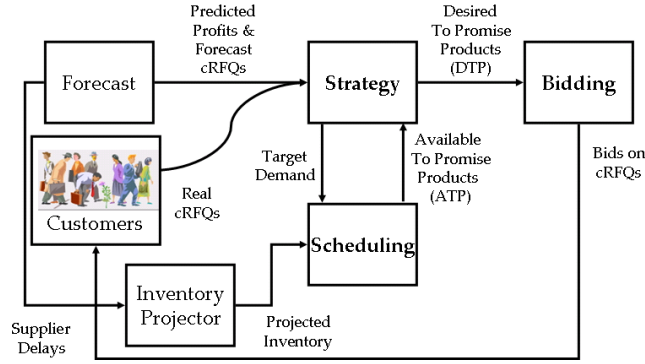 Predicted
Profits &
Forecast
cRFQs
Desired
To Promise
Products
(DTP)
Forecast
Strategy
Bidding
Customers
Real
cRFQs
Target
Demand
Available
To Promise
Products
(ATP)
Bids on
cRFQs
Scheduling
Inventory
Projector
Projected
Inventory
Supplier
Delays